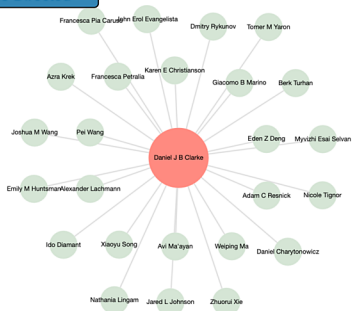 Francesca Pia Caruso
John Erol Evangelista
Dmitry Rykunov
Tomer M Yaron
Azra Krek
Francesca Petralia
Karen E Christianson
Giacomo B Marino
Berk Turhan
Joshua M Wang
Pei Wang
Eden Z Deng
Myvizhi Esai Selvan
Daniel J B Clarke
Emily M Huntsman
Alexander Lachmann
Adam C Resnick
Nicole Tignor
Ido Diamant
Xiaoyu Song
Avi Ma'ayan
Weiping Ma
Daniel Charytonowicz
Nathania Lingam
Jared L Johnson
Zhuorui Xie